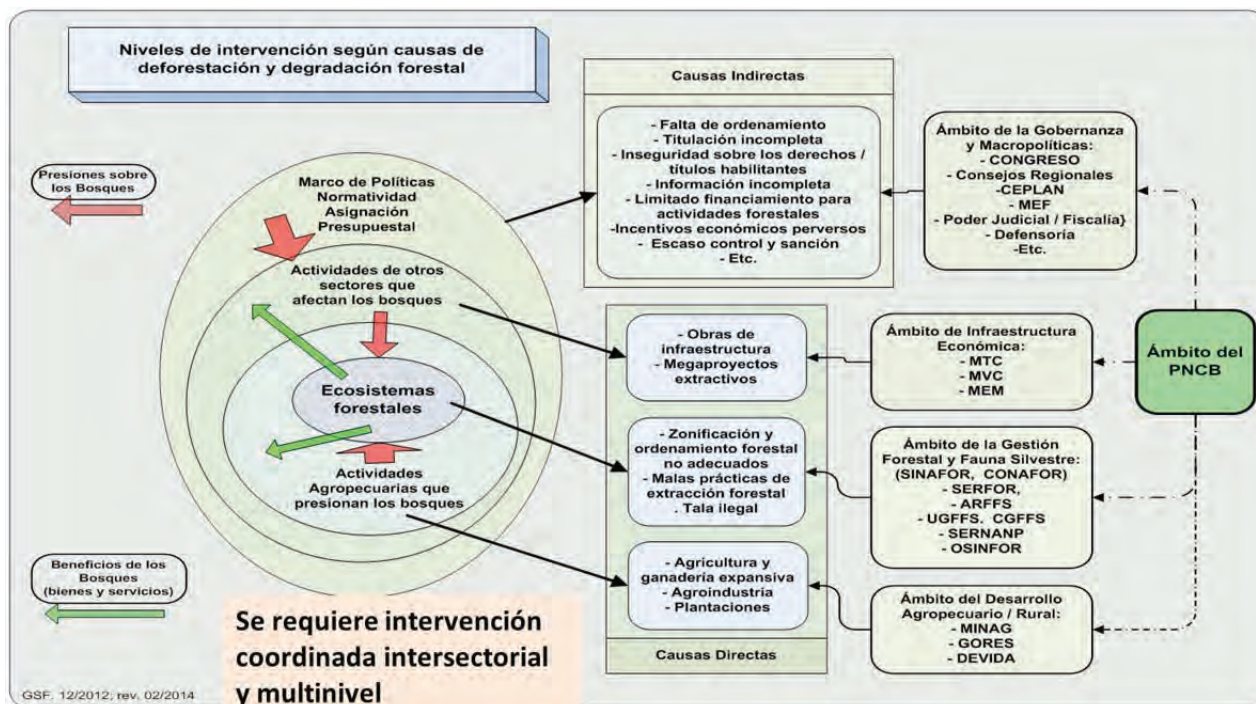 Niveles de intervención según causas de
deforestación y degradación forestal
Presiones sobre
los Bosques
Marco de Políticas
Normatividad
Asignación
Presupuestal
Actividades de otros
sectores que
afectan los bosques
Ecosistemas
forestales
Actividades
Agropecuarias que
presionan los bosques
Beneficios de los
Bosques
(bienes y servicios)
Se requiere intervención
coordinada intersectorial
y multinivel
GSF. 12/2012; rev. 02/2014
Causas Indirectas
- Falta de ordenamiento
- Titulación incompleta
- Inseguridad sobre los derechos /
títulos habilitantes
- Información incompleta
- Limitado financiamiento para
actividades forestales
-Incentivos económicos perversos
- Escaso control y sanción
- Etc.
- Obras de
infraestructura
- Megaproyectos
extractivos
- Zonificación y
ordenamiento forestal
no adecuados
- Malas prácticas de
extracción forestal
. Tala ilegal
- Agricultura y
ganadería expansiva
- Agroindustria
- Plantaciones
Causas Directas
Ámbito de la Gobernanza
y Macropolíticas:
- CONGRESO
- Consejos Regionales
-CEPLAN
- MEF
- Poder Judicial / Fiscalía}
- Defensoría
-Etc.
Ámbito de Infraestructura
Económica:
- MTC
- MVC
- MEM
Ámbito de la Gestión
Forestal y Fauna Silvestre:
(SINAFOR, CONAFOR)
- SERFOR,
- ARFFS
- UGFFS. CGFFS
- SERNANP
- OSINFOR
Ámbito del Desarrollo
Agropecuario / Rural:
- MINAG
- GORES
- DEVIDA
Ámbito del
PNCB